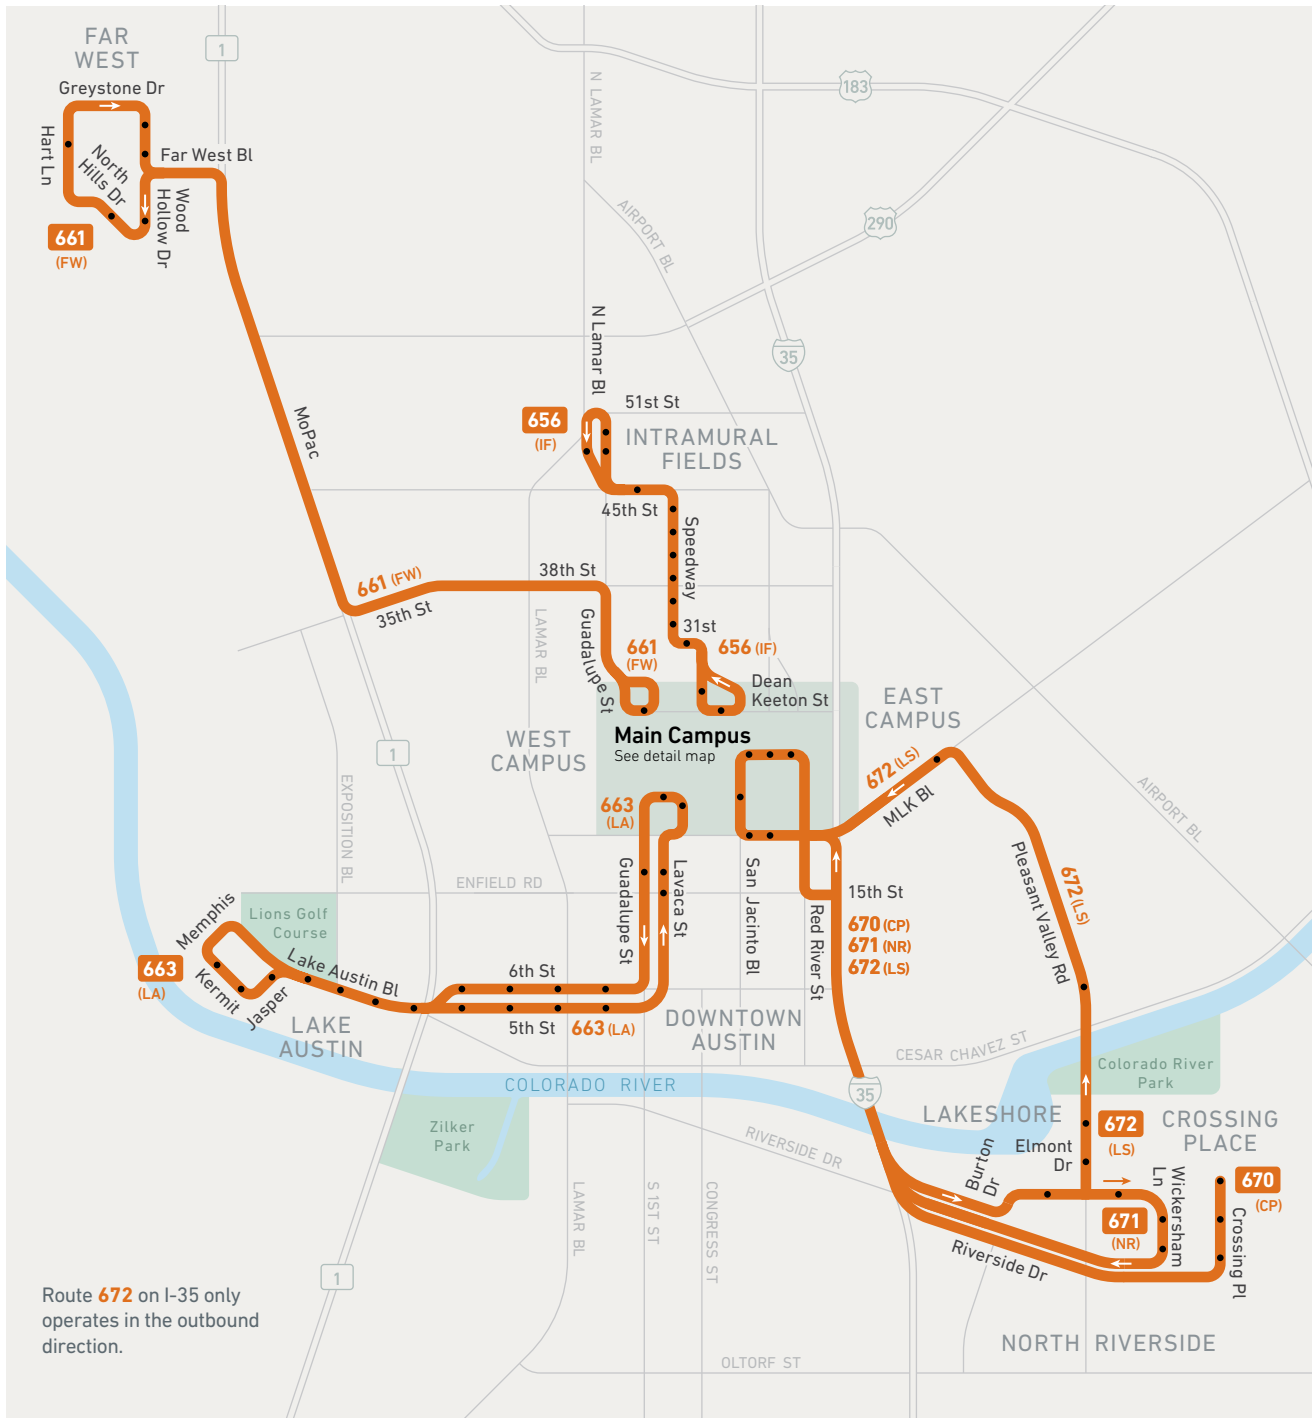 FAR
WEST
1
Greystone Dr
183
N LAMAR BL
Hart Ln
North
Hills Dr
Far West Bl
Wood
Hollow Dr
AIRPORT BL
290
661
(FW)
N Lamar Bl
35
51st St
656
(IF)
INTRAMURAL
FIELDS
MoPac
45th St
Speedway
661 (FW)
38th St
35th St
Guadalupe St
LAMAR BL
31st
661
(FW)
656 (IF)
Dean
Keeton St
EAST
CAMPUS
Main Campus
See detail map
WEST
CAMPUS
1
672 (LS)
MLK Bl
EXPOSITION BL
AIRPORT BL
663
(LA)
Guadalupe St
Lavaca St
San Jacinto Bl
Red River St
Pleasant Valley Rd
672 (LS)
ENFIELD RD
15th St
Memphis
Lions Golf
Course
670 (CP)
671 (NR)
672 (LS)
663
(LA)
Kermit
Jasper
Lake Austin Bl
6th St
5th St
663 (LA)
LAKE
AUSTIN
DOWNTOWN
AUSTIN
CESAR CHAVEZ ST
COLORADO RIVER
35
Colorado River
Park
LAKESHORE
CROSSING
PLACE
Zilker
Park
RIVERSIDE DR
Burton
Dr
Elmont
Dr
672
(LS)
Wickersham
Ln
670
(CP)
LAMAR BL
S 1ST ST
CONGRESS ST
671
(NR)
Crossing Pl
Riverside Dr
1
Route 672 on I-35 only
operates in the outbound
direction.
NORTH RIVERSIDE
OLTORF ST